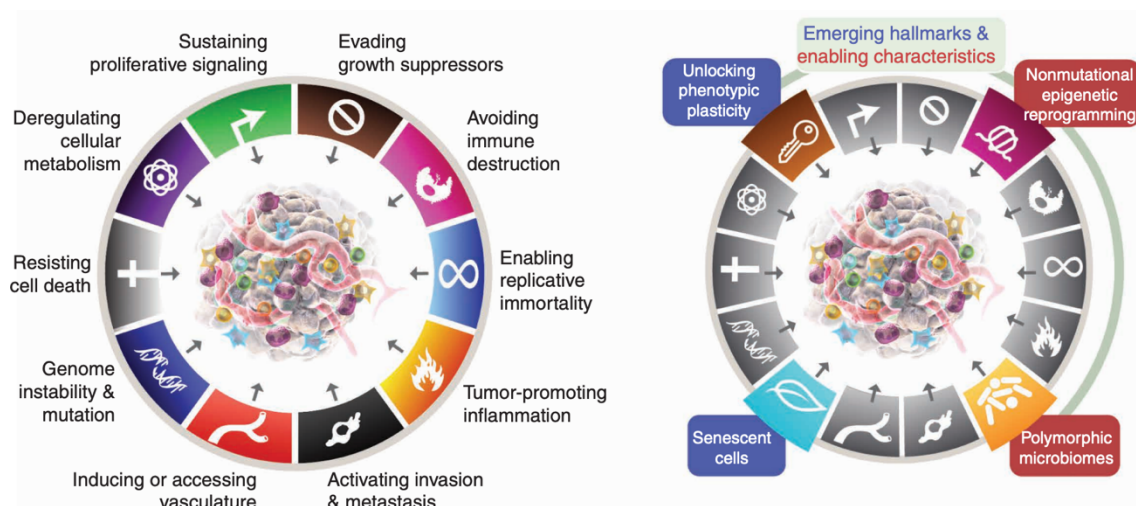 Sustaining
proliferative signaling
Evading
growth suppressors
Deregulating
cellular
metabolism
Avoiding
immune
destruction
Resisting
cell death
Enabling
replicative
immortality
Genome
instability &
mutation
Tumor-promoting
inflammation
Inducing or accessing
vasculature
Activating invasion
& metastasis
Emerging hallmarks &
enabling characteristics
Unlocking
phenotypic
plasticity
Nonmutational
epigenetic
reprogramming
Senescent
cells
Polymorphic
microbiomes